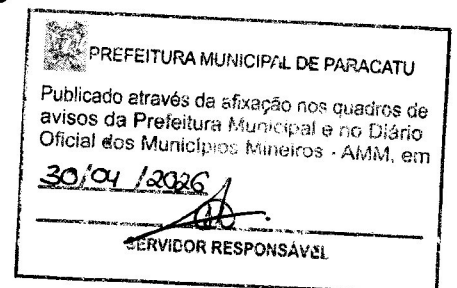 PREFEITURA MUNICIPAL DE PARACATU
Publicado através da afixação nos quadros de
avisos da Prefeitura Municipal e no Diário
Oficial dos Municípios Mineiros - AMM, em
30/04/2026
SERVIDOR RESPONSÁVEL